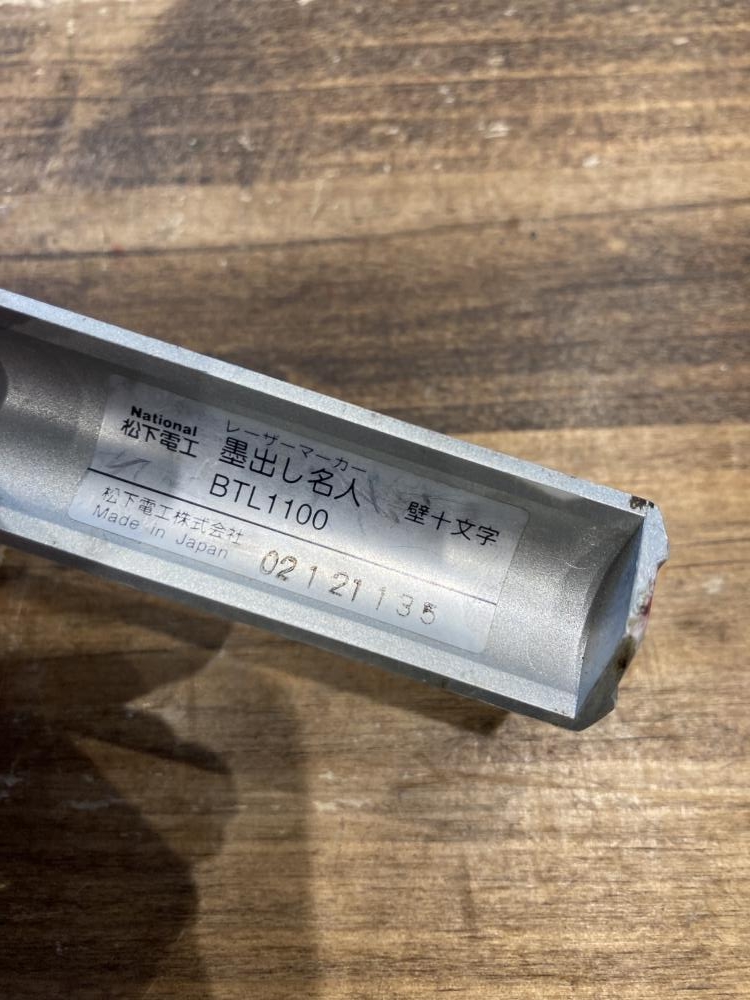 National
松下電工
レーザーマーカー
墨出し名人
BTL1100
壁十文字
松下電工株式会社
Made in Japan
02121135